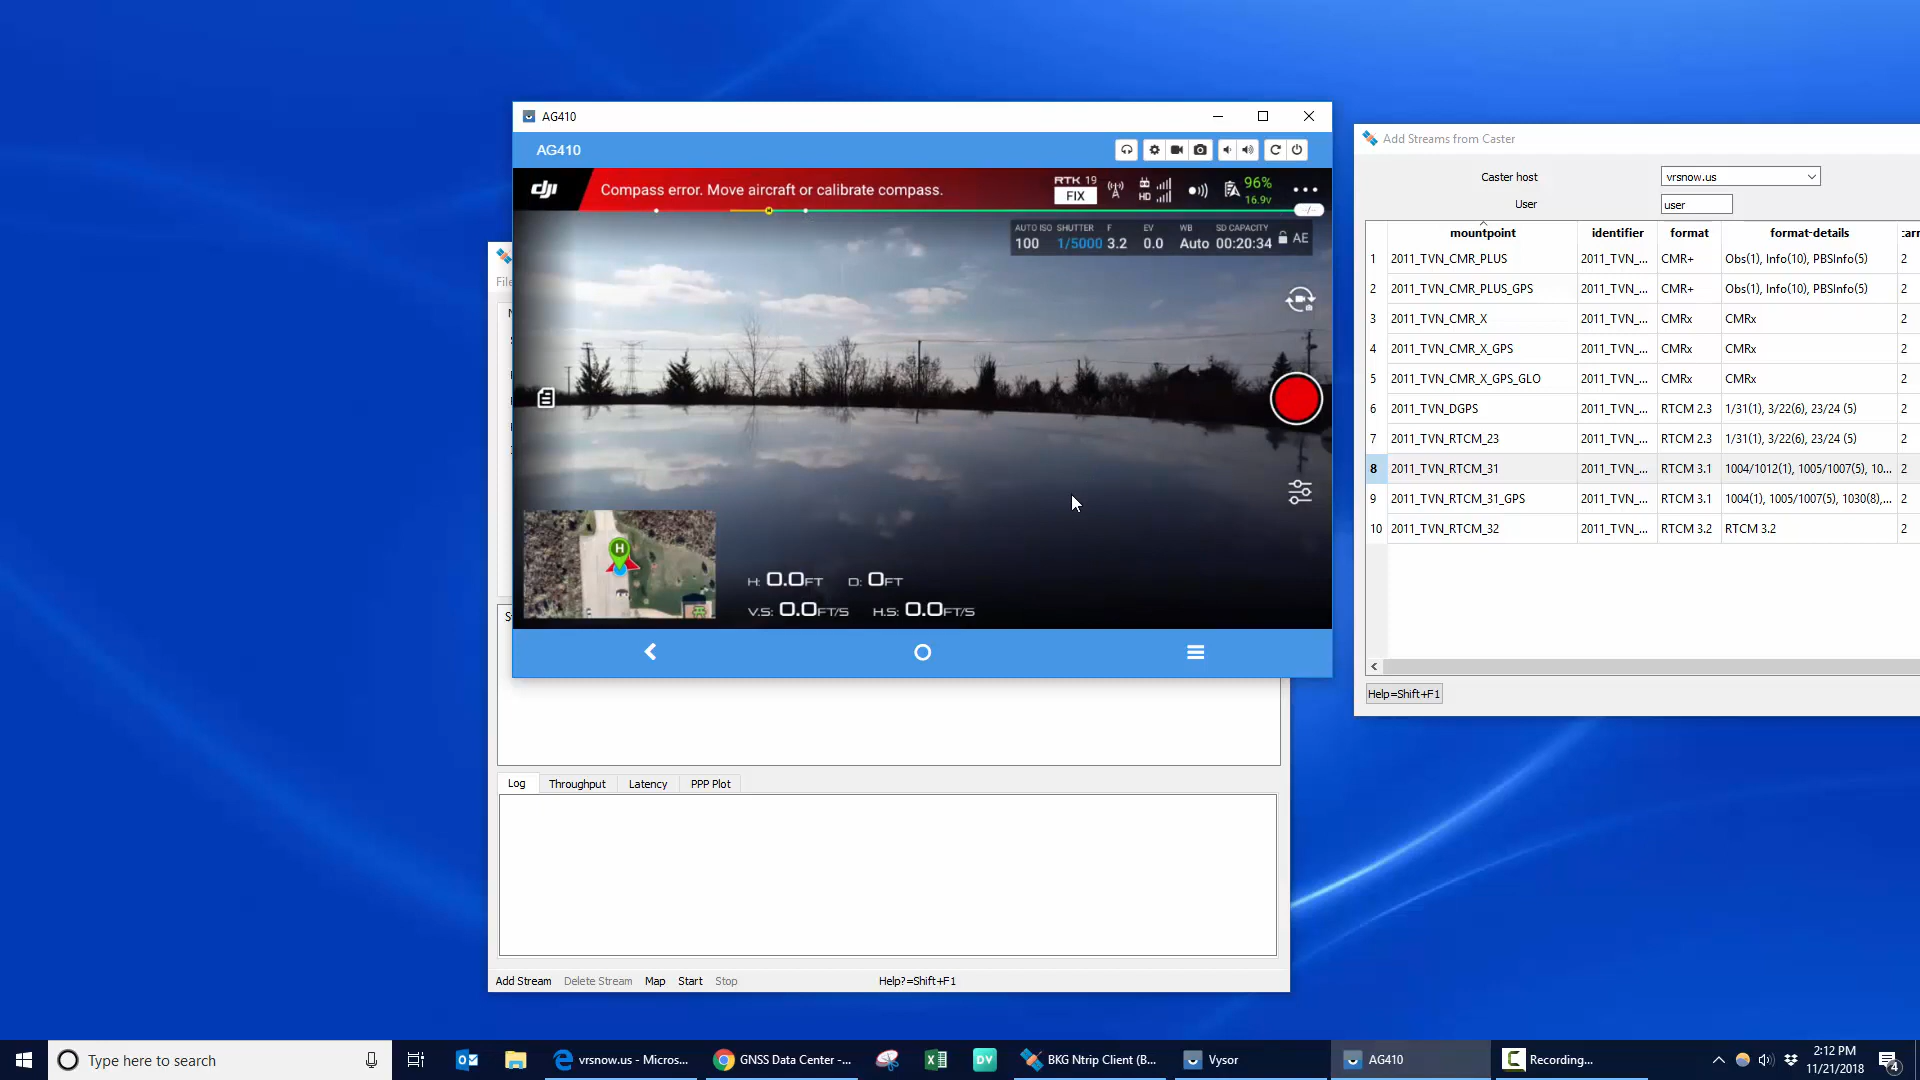 AG410
AG410
dji
Compass error. Move aircraft or calibrate compass.
RTK 19
FIX
A
HD
96%
16.9v
AUTO ISO SHUTTER F EV WB SD CAPACITY
100 1/5000 3.2 0.0 Auto 00:20:34 AE
H
H: 0.0FT D: 0FT
V.S: 0.0FT/S H.S: 0.0FT/S
File
Add Streams from Caster
Caster host vrsnow.us
User user
mountpoint identifier format format-details
1 2011_TVN_CMR_PLUS 2011_TVN_... CMR+ Obs(1), Info(10), PBSInfo(5) 2
2 2011_TVN_CMR_PLUS_GPS 2011_TVN_... CMR+ Obs(1), Info(10), PBSInfo(5) 2
3 2011_TVN_CMR_X 2011_TVN_... CMRx CMRx 2
4 2011_TVN_CMR_X_GPS 2011_TVN_... CMRx CMRx 2
5 2011_TVN_CMR_X_GPS_GLO 2011_TVN_... CMRx CMRx 2
6 2011_TVN_DGPS 2011_TVN_... RTCM 2.3 1/31(1), 3/22(6), 23/24 (5) 2
7 2011_TVN_RTCM_23 2011_TVN_... RTCM 2.3 1/31(1), 3/22(6), 23/24 (5) 2
8 2011_TVN_RTCM_31 2011_TVN_... RTCM 3.1 1004/1012(1), 1005/1007(5), 10... 2
9 2011_TVN_RTCM_31_GPS 2011_TVN_... RTCM 3.1 1004(1), 1005/1007(5), 1030(8),... 2
10 2011_TVN_RTCM_32 2011_TVN_... RTCM 3.2 RTCM 3.2 2
Help=Shift+F1
Log Throughput Latency PPP Plot
Add Stream Delete Stream Map Start Stop Help?=Shift+F1
Type here to search
vrsnow.us - Micros...
GNSS Data Center -...
DV
BKG Ntrip Client (B...
Vysor
AG410
Recording...
2:12 PM
11/21/2018
4